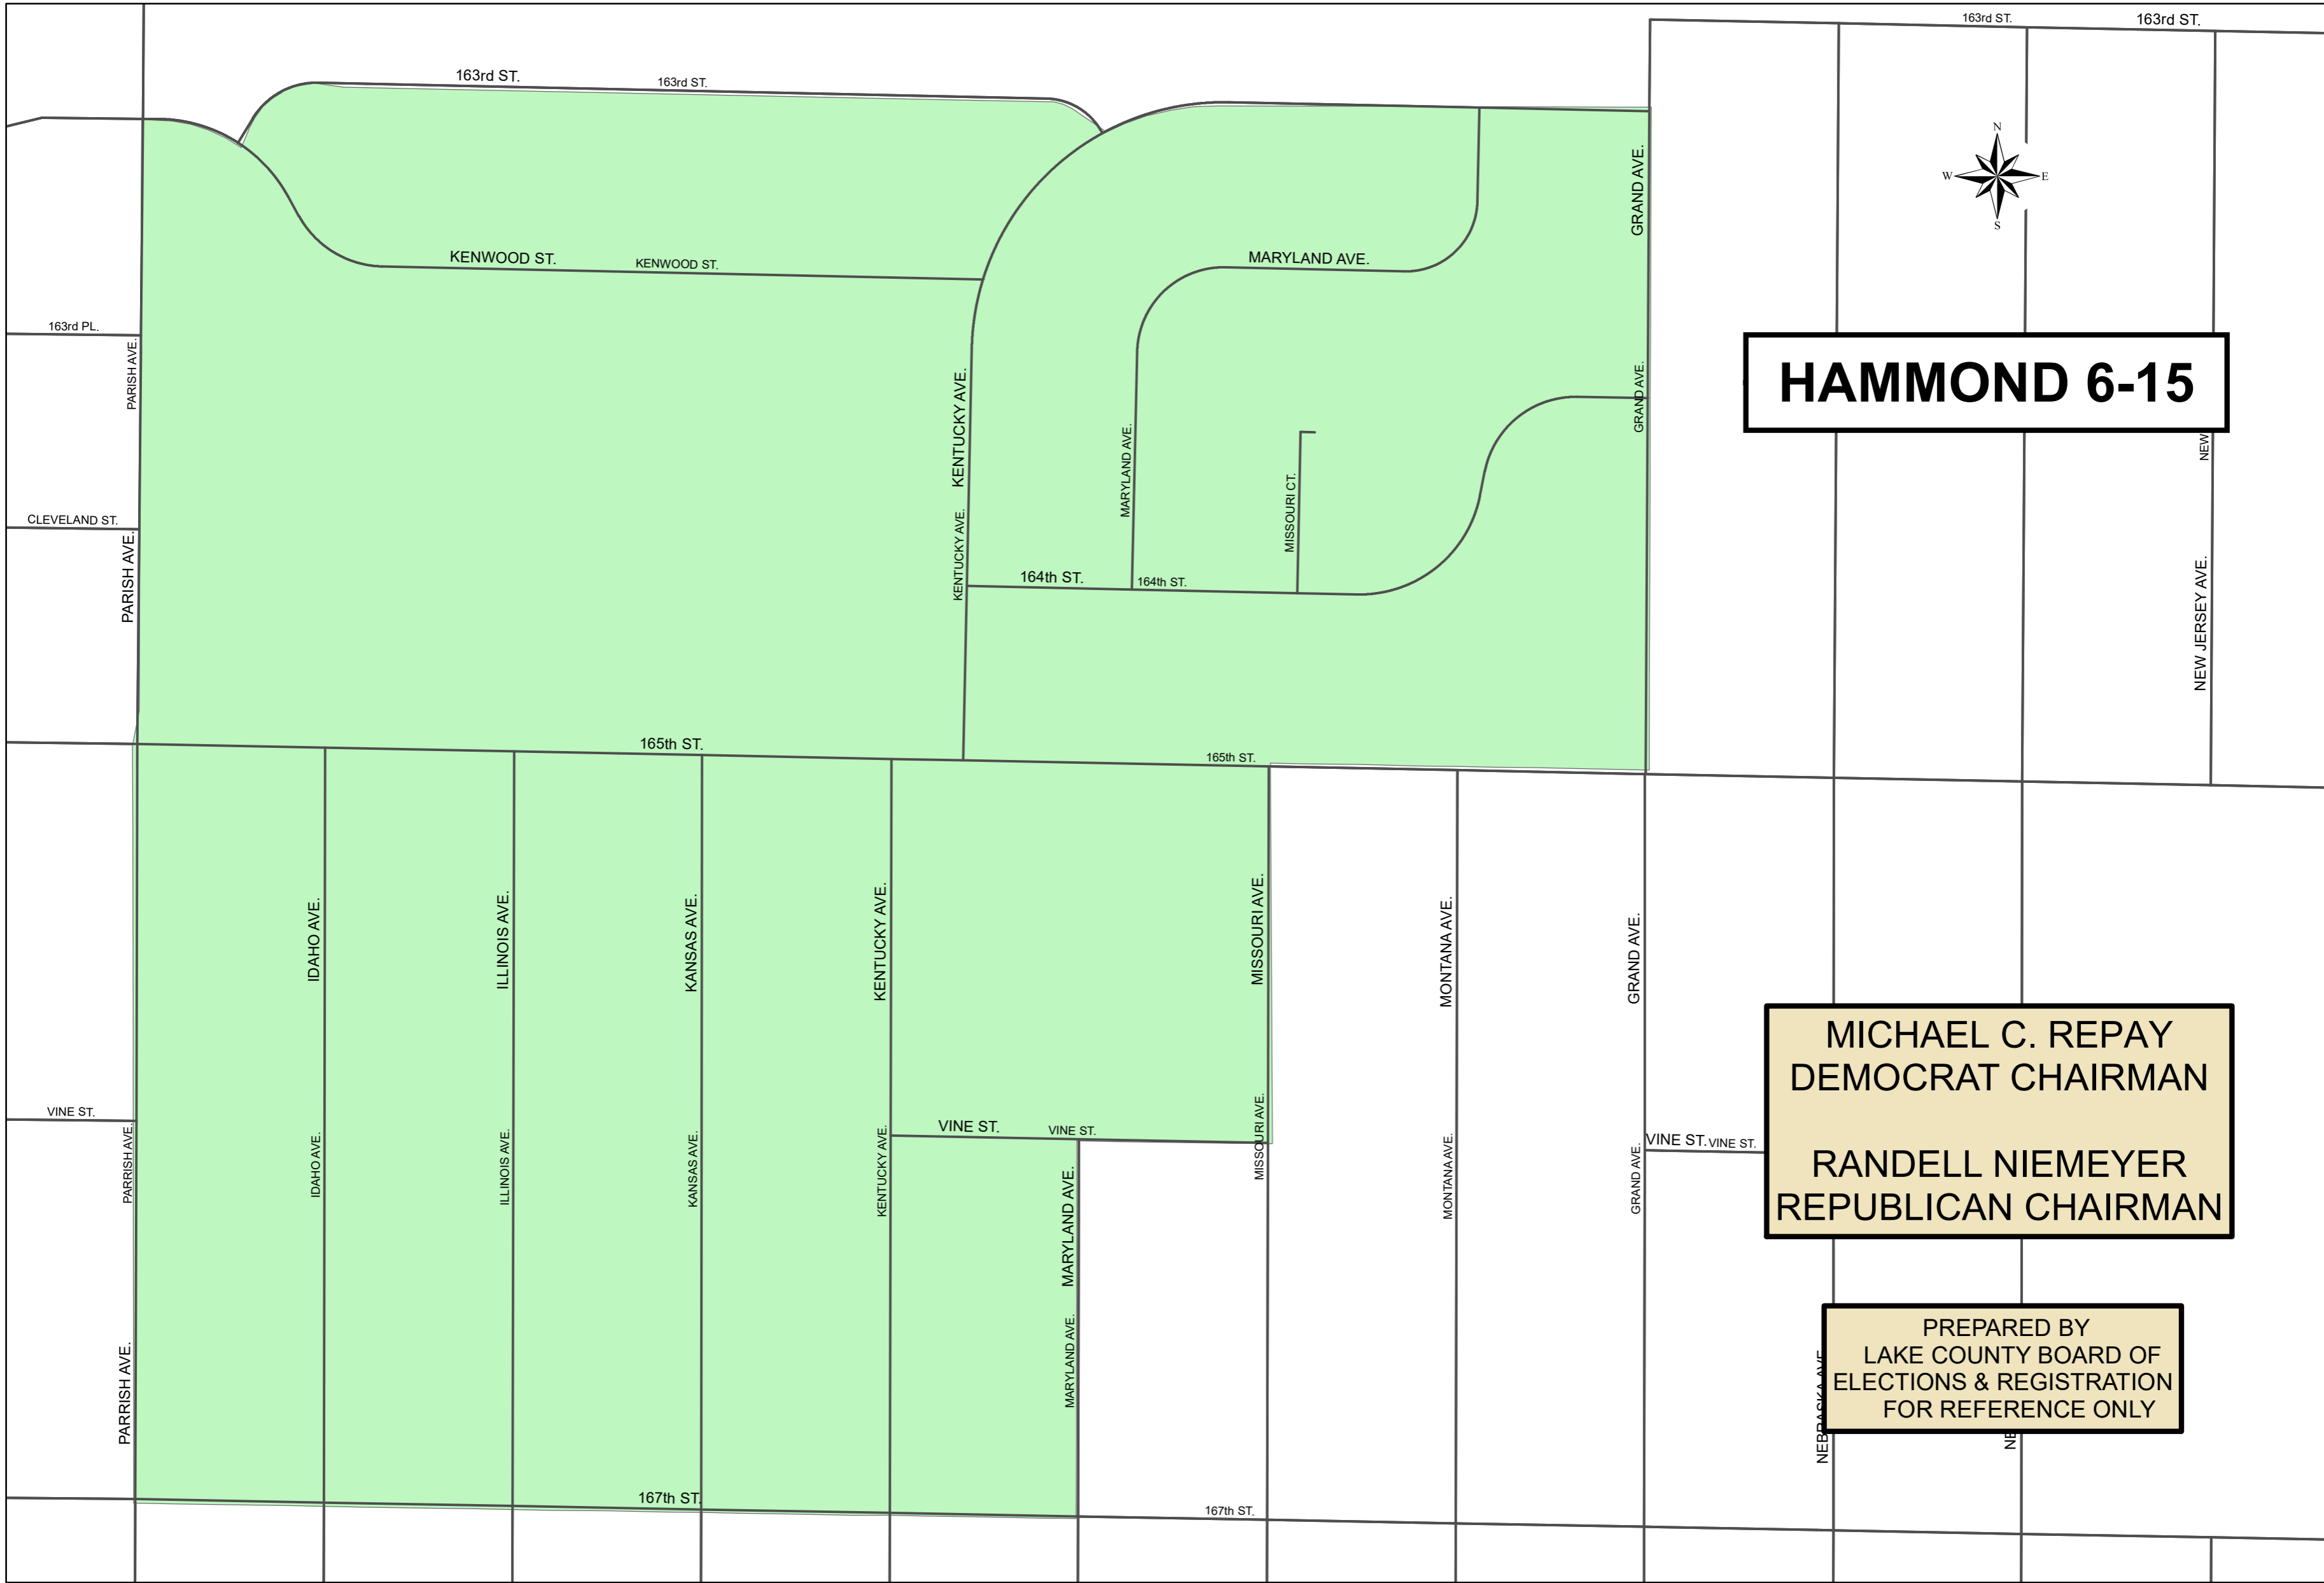 163rd ST.
163rd ST.
163rd ST.
163rd ST.
N
W
E
S
GRAND AVE.
KENWOOD ST.
KENWOOD ST.
MARYLAND AVE.
163rd PL.
PARISH AVE.
KENTUCKY AVE.
GRAND AVE.
HAMMOND 6-15
MARYLAND AVE.
MISSOURI CT.
NEW
CLEVELAND ST.
PARISH AVE.
KENTUCKY AVE.
164th ST.
164th ST.
NEW JERSEY AVE.
165th ST.
165th ST.
IDAHO AVE.
ILLINOIS AVE.
KANSAS AVE.
KENTUCKY AVE.
MISSOURI AVE.
MONTANA AVE.
GRAND AVE.
MICHAEL C. REPAY
DEMOCRAT CHAIRMAN
RANDELL NIEMEYER
REPUBLICAN CHAIRMAN
VINE ST.
PARRISH AVE.
IDAHO AVE.
ILLINOIS AVE.
KANSAS AVE.
KENTUCKY AVE.
VINE ST.
VINE ST.
MISSOURI AVE.
MONTANA AVE.
GRAND AVE.
VINE ST.
VINE ST.
MARYLAND AVE.
MARYLAND AVE.
PARRISH AVE.
PREPARED BY
LAKE COUNTY BOARD OF
ELECTIONS & REGISTRATION
FOR REFERENCE ONLY
NEBRASKA AVE
NE
167th ST.
167th ST.